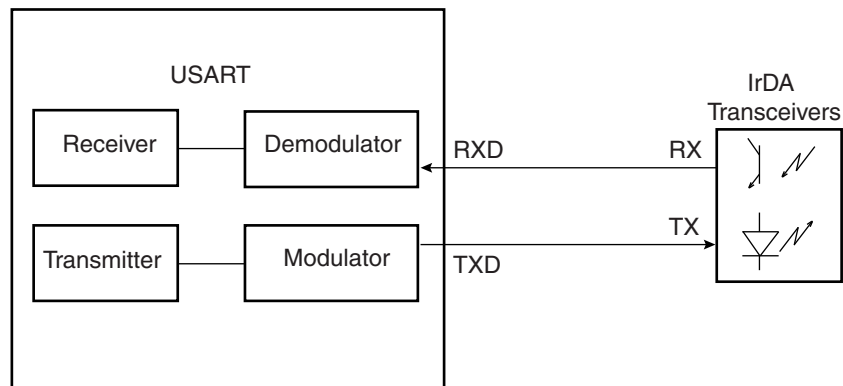 USART
IrDA
Transceivers
Receiver
Demodulator
RXD
RX
Transmitter
Modulator
TXD
TX